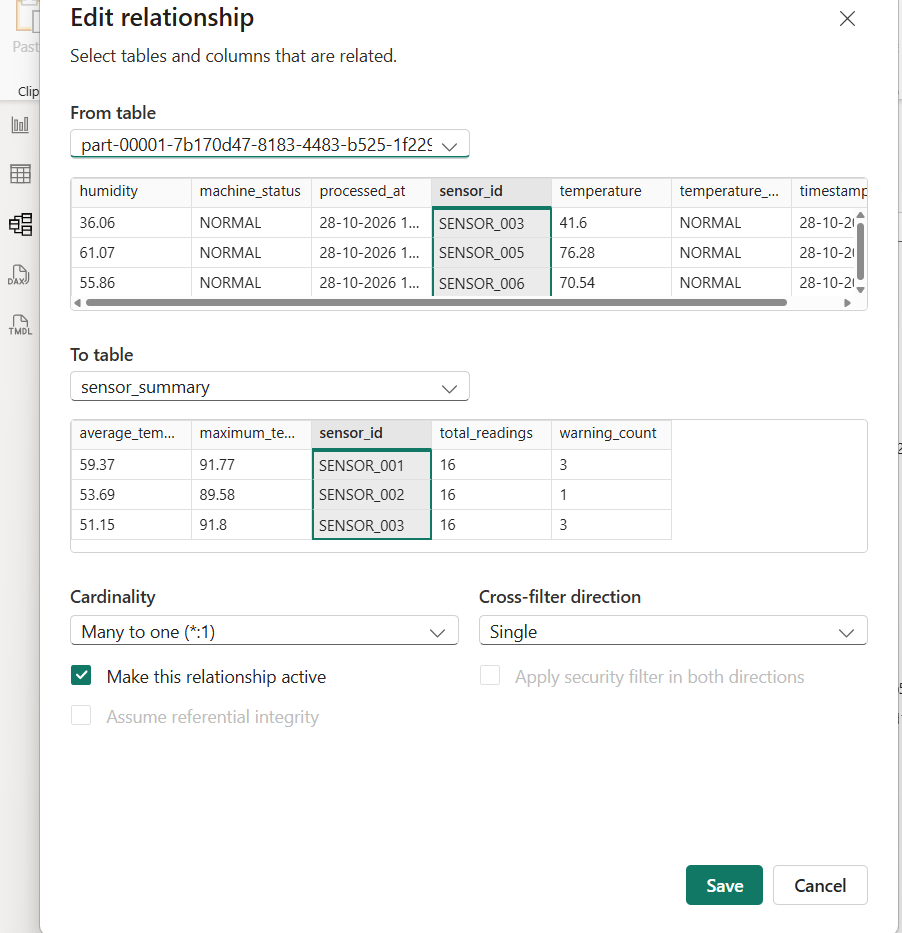 Edit relationship
Select tables and columns that are related.
Paste
Clip
From table
part-00001-7b170d47-8183-4483-b525-1f229
humidity machine_status processed_at sensor_id temperature temperature_... timestamp
36.06 NORMAL 28-10-2026 1... SENSOR_003 41.6 NORMAL 28-10-2
61.07 NORMAL 28-10-2026 1... SENSOR_005 76.28 NORMAL 28-10-2
55.86 NORMAL 28-10-2026 1... SENSOR_006 70.54 NORMAL 28-10-2
DAX
TMDL
To table
sensor_summary
average_tem... maximum_te... sensor_id total_readings warning_count
59.37 91.77 SENSOR_001 16 3
53.69 89.58 SENSOR_002 16 1
51.15 91.8 SENSOR_003 16 3
Cardinality Cross-filter direction
Many to one (*:1) Single
Make this relationship active Apply security filter in both directions
Assume referential integrity
Save Cancel